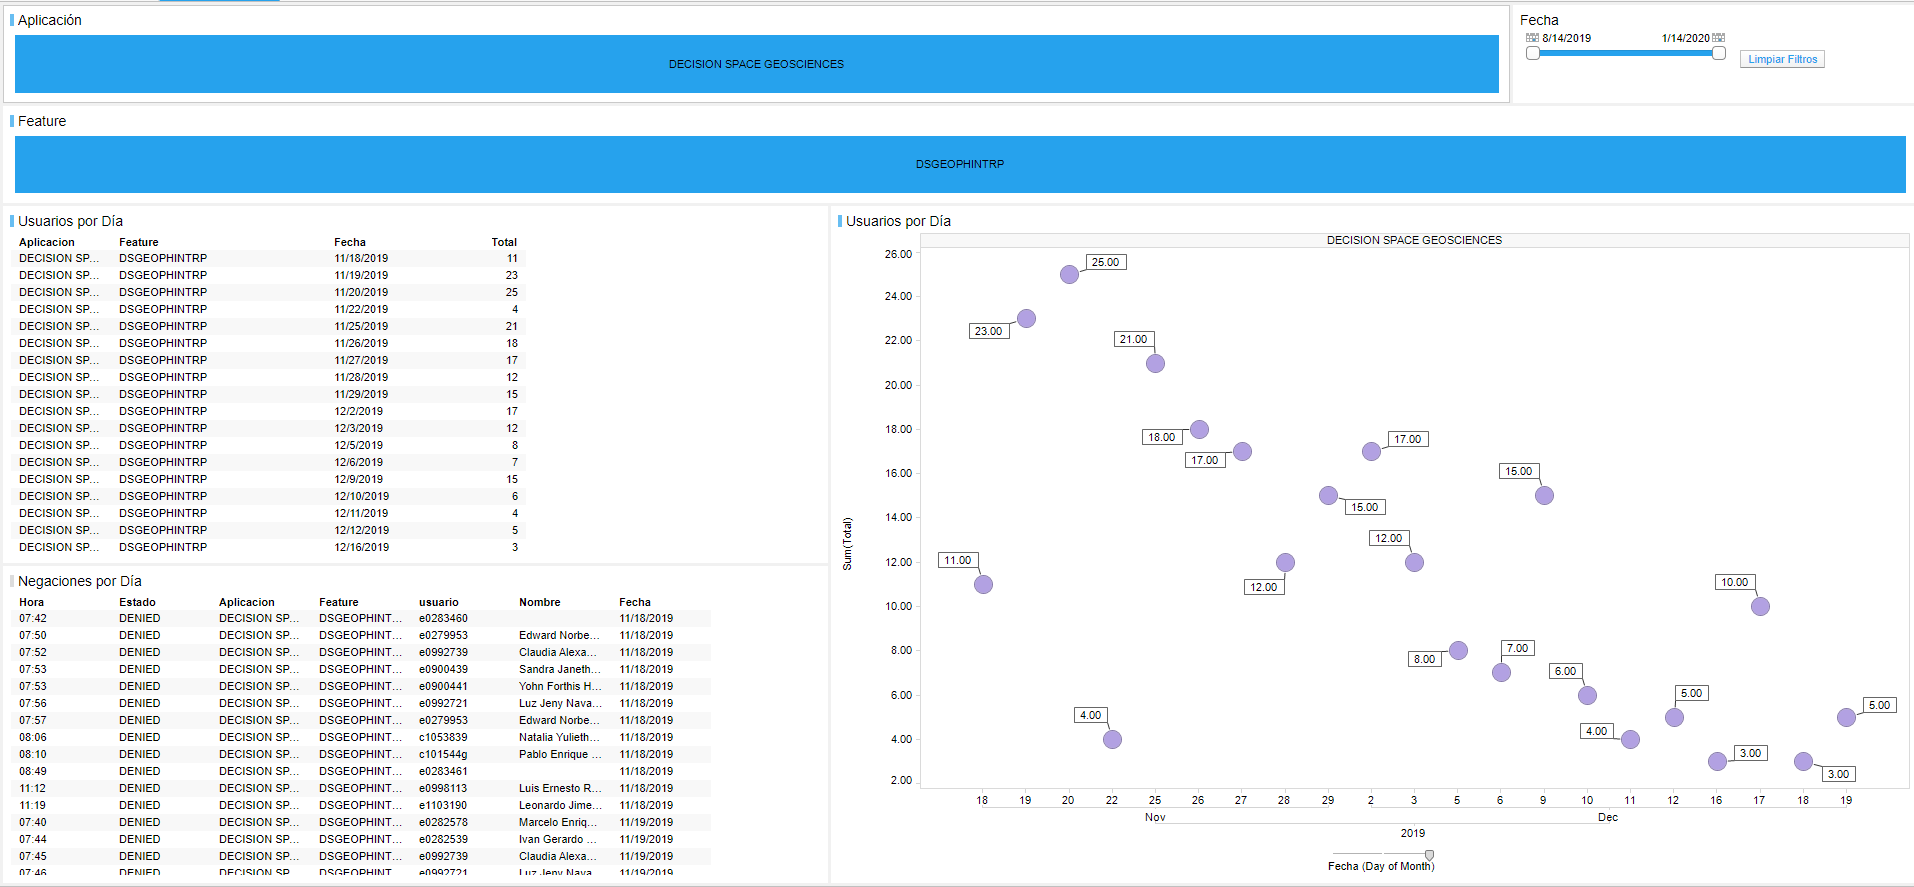 Aplicación
DECISION SPACE GEOSCIENCES
Fecha
8/14/2019 1/14/2020
Limpiar Filtros
Feature
DSGEOPHINTRP
Usuarios por Día
Aplicacion Feature Fecha Total
DECISION SP... DSGEOPHINTRP 11/18/2019 11
DECISION SP... DSGEOPHINTRP 11/19/2019 23
DECISION SP... DSGEOPHINTRP 11/20/2019 25
DECISION SP... DSGEOPHINTRP 11/22/2019 4
DECISION SP... DSGEOPHINTRP 11/25/2019 21
DECISION SP... DSGEOPHINTRP 11/26/2019 18
DECISION SP... DSGEOPHINTRP 11/27/2019 17
DECISION SP... DSGEOPHINTRP 11/28/2019 12
DECISION SP... DSGEOPHINTRP 11/29/2019 15
DECISION SP... DSGEOPHINTRP 12/2/2019 17
DECISION SP... DSGEOPHINTRP 12/3/2019 12
DECISION SP... DSGEOPHINTRP 12/5/2019 8
DECISION SP... DSGEOPHINTRP 12/6/2019 7
DECISION SP... DSGEOPHINTRP 12/9/2019 15
DECISION SP... DSGEOPHINTRP 12/10/2019 6
DECISION SP... DSGEOPHINTRP 12/11/2019 4
DECISION SP... DSGEOPHINTRP 12/12/2019 5
DECISION SP... DSGEOPHINTRP 12/16/2019 3
Negaciones por Día
Hora Estado Aplicacion Feature usuario Nombre Fecha
07:42 DENIED DECISION SP... DSGEOPHINT... e0283460 11/18/2019
07:50 DENIED DECISION SP... DSGEOPHINT... e0279953 Edward Norbe... 11/18/2019
07:52 DENIED DECISION SP... DSGEOPHINT... e0992739 Claudia Alexa... 11/18/2019
07:53 DENIED DECISION SP... DSGEOPHINT... e0900439 Sandra Janeth... 11/18/2019
07:53 DENIED DECISION SP... DSGEOPHINT... e0900441 Yohn Forthis H... 11/18/2019
07:56 DENIED DECISION SP... DSGEOPHINT... e0992721 Luz Jeny Nava... 11/18/2019
07:57 DENIED DECISION SP... DSGEOPHINT... e0279953 Edward Norbe... 11/18/2019
08:06 DENIED DECISION SP... DSGEOPHINT... c1053839 Natalia Yulieth... 11/18/2019
08:10 DENIED DECISION SP... DSGEOPHINT... c101544g Pablo Enrique ... 11/18/2019
08:49 DENIED DECISION SP... DSGEOPHINT... e0283461 11/18/2019
11:12 DENIED DECISION SP... DSGEOPHINT... e0998113 Luis Ernesto R... 11/18/2019
11:19 DENIED DECISION SP... DSGEOPHINT... e1103190 Leonardo Jime... 11/18/2019
07:40 DENIED DECISION SP... DSGEOPHINT... e0282578 Marcelo Enriq... 11/19/2019
07:44 DENIED DECISION SP... DSGEOPHINT... e0282539 Ivan Gerardo ... 11/19/2019
07:45 DENIED DECISION SP... DSGEOPHINT... e0992739 Claudia Alexa... 11/19/2019
07:46 DENIED DECISION SP... DSGEOPHINT... e0992721 Luz Jeny Nava... 11/19/2019
Usuarios por Día
DECISION SPACE GEOSCIENCES
Sum(Total)
26.00
24.00
22.00
20.00
18.00
16.00
14.00
12.00
10.00
8.00
6.00
4.00
2.00
11.00
23.00
25.00
4.00
21.00
18.00
17.00
12.00
15.00
17.00
12.00
8.00
7.00
15.00
6.00
4.00
5.00
3.00
10.00
3.00
5.00
18 19 20 22 25 26 27 28 29 2 3 5 6 9 10 11 12 16 17 18 19
Nov Dec
2019
Fecha (Day of Month)